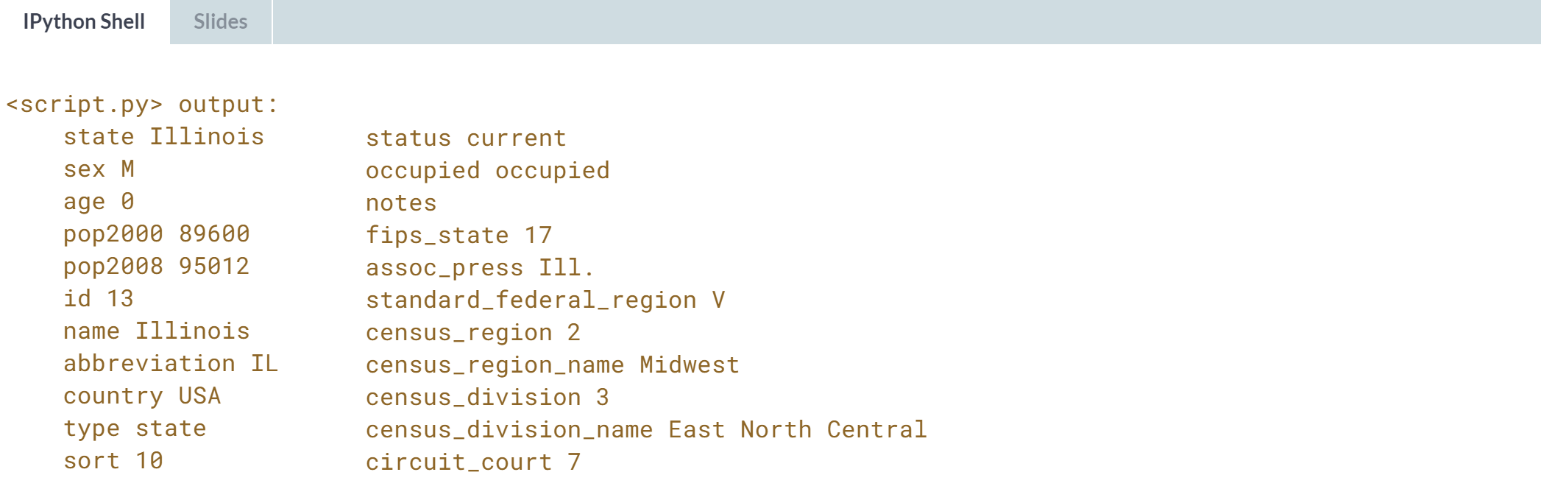 IPython Shell
Slides
<script.py> output:
state Illinois
sex M
age 0
pop2000 89600
pop2008 95012
id 13
name Illinois
abbreviation IL
country USA
type state
sort 10
status current
occupied occupied
notes
fips_state 17
assoc_press Ill.
standard_federal_region V
census_region 2
census_region_name Midwest
census_division 3
census_division_name East North Central
circuit_court 7